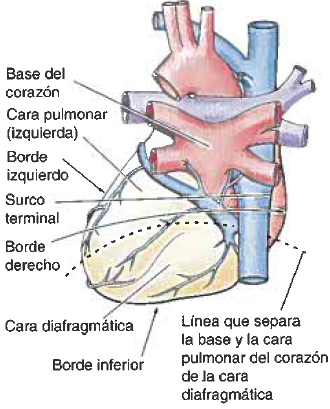 Base del
corazón
Cara pulmonar
(izquierda)
Borde
izquierdo
Surco
terminal
Borde
derecho
Cara diafragmática
Borde inferior
Línea que separa
la base y la cara
pulmonar del corazón
de la cara
diafragmática